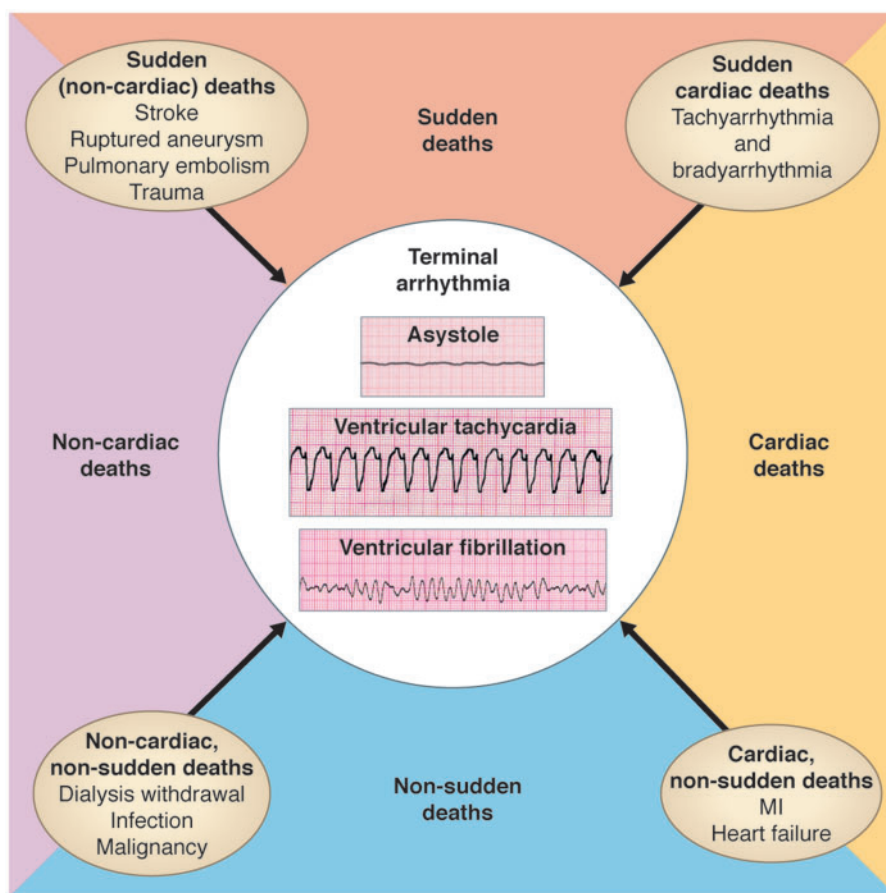 Sudden
(non-cardiac) deaths
Stroke
Ruptured aneurysm
Pulmonary embolism
Trauma
Sudden
deaths
Sudden
cardiac deaths
Tachyarrhythmia
and
bradyarrhythmia
Terminal
arrhythmia
Asystole
Ventricular tachycardia
Ventricular fibrillation
Non-cardiac
deaths
Cardiac
deaths
Non-cardiac,
non-sudden deaths
Dialysis withdrawal
Infection
Malignancy
Non-sudden
deaths
Cardiac,
non-sudden deaths
MI
Heart failure